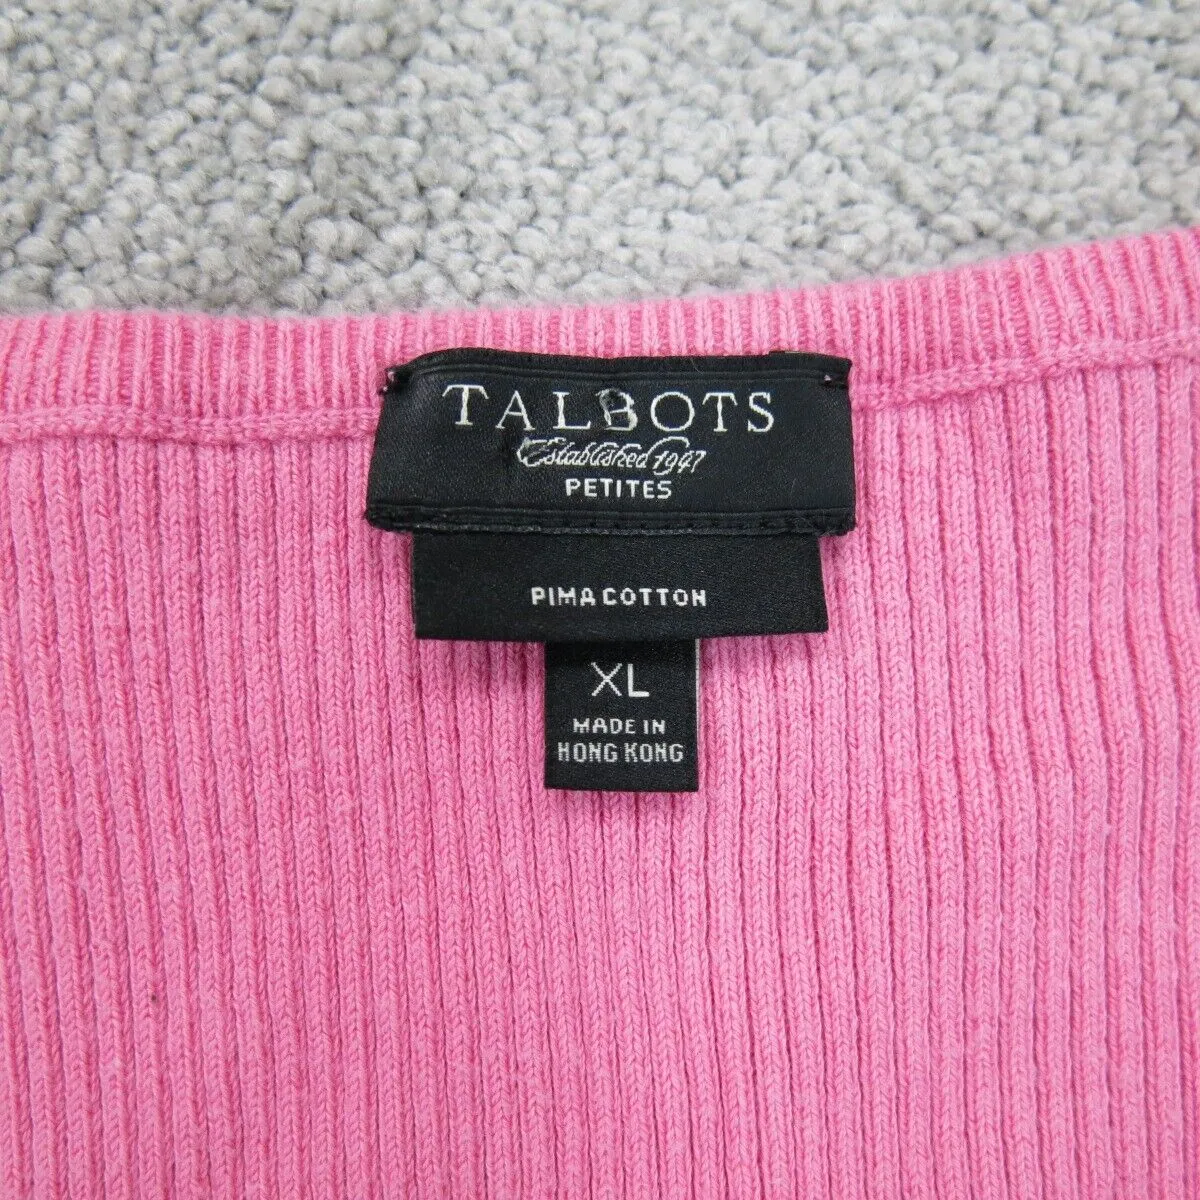 TALBOTS
Established 1947
PETITES
PIMA COTTON
XL
MADE IN
HONG KONG